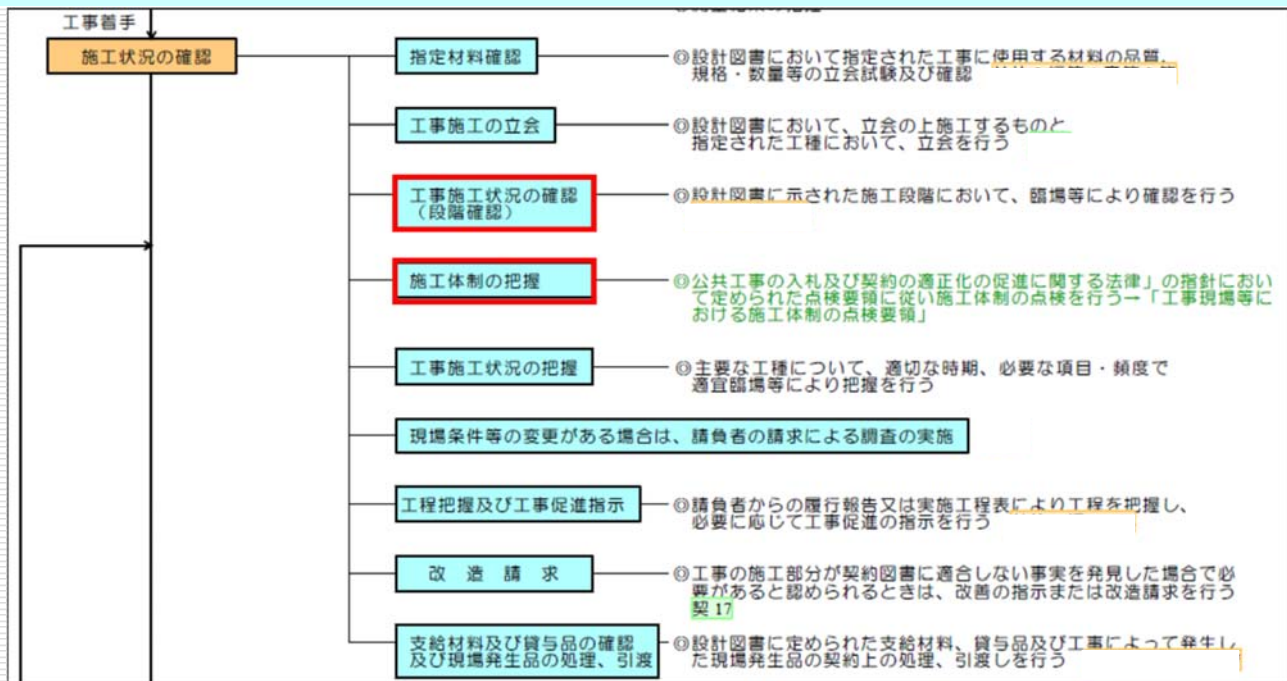 工事着手
施工状況の確認
指定材料確認
◎設計図書において指定された工事に使用する材料の品質、
規格・数量等の立会試験及び確認
工事施工の立会
◎設計図書において、立会の上施工するものと
指定された工種において、立会を行う
工事施工状況の確認
(段階確認)
◎設計図書に示された施工段階において、臨場等により確認を行う
施工体制の把握
◎公共工事の入札及び契約の適正化の促進に関する法律」の指針におい
て定められた点検要領に従い施工体制の点検を行う→「工事現場等に
おける施工体制の点検要領」
工事施工状況の把握
◎主要な工種について、適切な時期、必要な項目・頻度で
適宜臨場等により把握を行う
現場条件等の変更がある場合は、請負者の請求による調査の実施
工程把握及び工事促進指示
◎請負者からの履行報告又は実施工程表により工程を把握し、
必要に応じて工事促進の指示を行う
改 造 請 求
◎工事の施工部分が契約図書に適合しない事実を発見した場合で必
要があると認められるときは、改善の指示または改造請求を行う
契 17
支給材料及び貸与品の確認
及び現場発生品の処理、引渡
◎設計図書に定められた支給材料、貸与品及び工事によって発生し
た現場発生品の契約上の処理、引渡しを行う